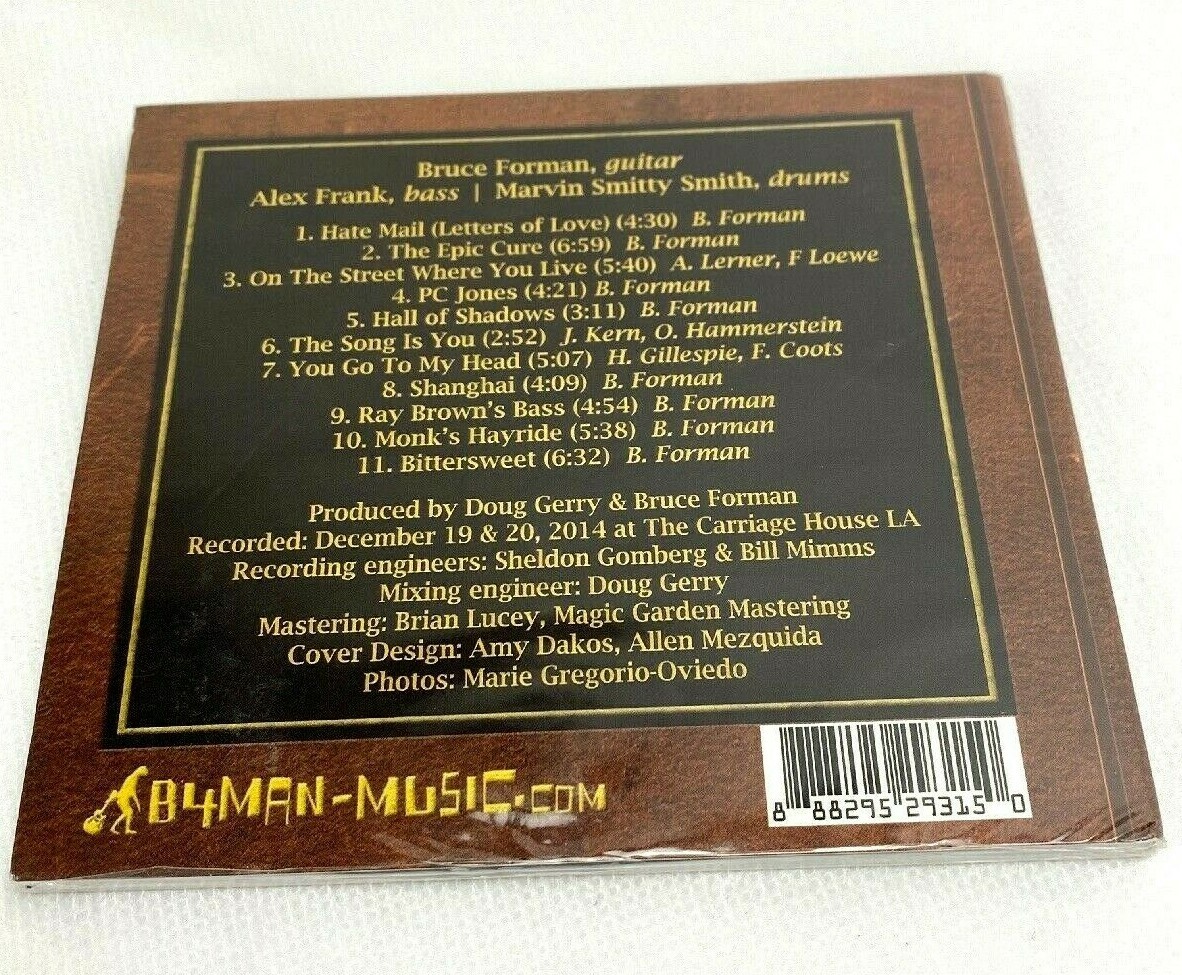 Bruce Forman, guitar
Alex Frank, bass | Marvin Smitty Smith, drums
1. Hate Mail (Letters of Love) (4:30) B. Forman
2. The Epic Cure (6:59) B. Forman
3. On The Street Where You Live (5:40) A. Lerner, F Loewe
4. PC Jones (4:21) B. Forman
5. Hall of Shadows (3:11) B. Forman
6. The Song Is You (2:52) J. Kern, O. Hammerstein
7. You Go To My Head (5:07) H. Gillespie, F. Coots
8. Shanghai (4:09) B. Forman
9. Ray Brown's Bass (4:54) B. Forman
10. Monk's Hayride (5:38) B. Forman
11. Bittersweet (6:32) B. Forman
Produced by Doug Gerry & Bruce Forman
Recorded: December 19 & 20, 2014 at The Carriage House LA
Recording engineers: Sheldon Gomberg & Bill Mimms
Mixing engineer: Doug Gerry
Mastering: Brian Lucey, Magic Garden Mastering
Cover Design: Amy Dakos, Allen Mezquida
Photos: Marie Gregorio-Oviedo
B4MAN-MUSIC.COM
8 88295 29315 0